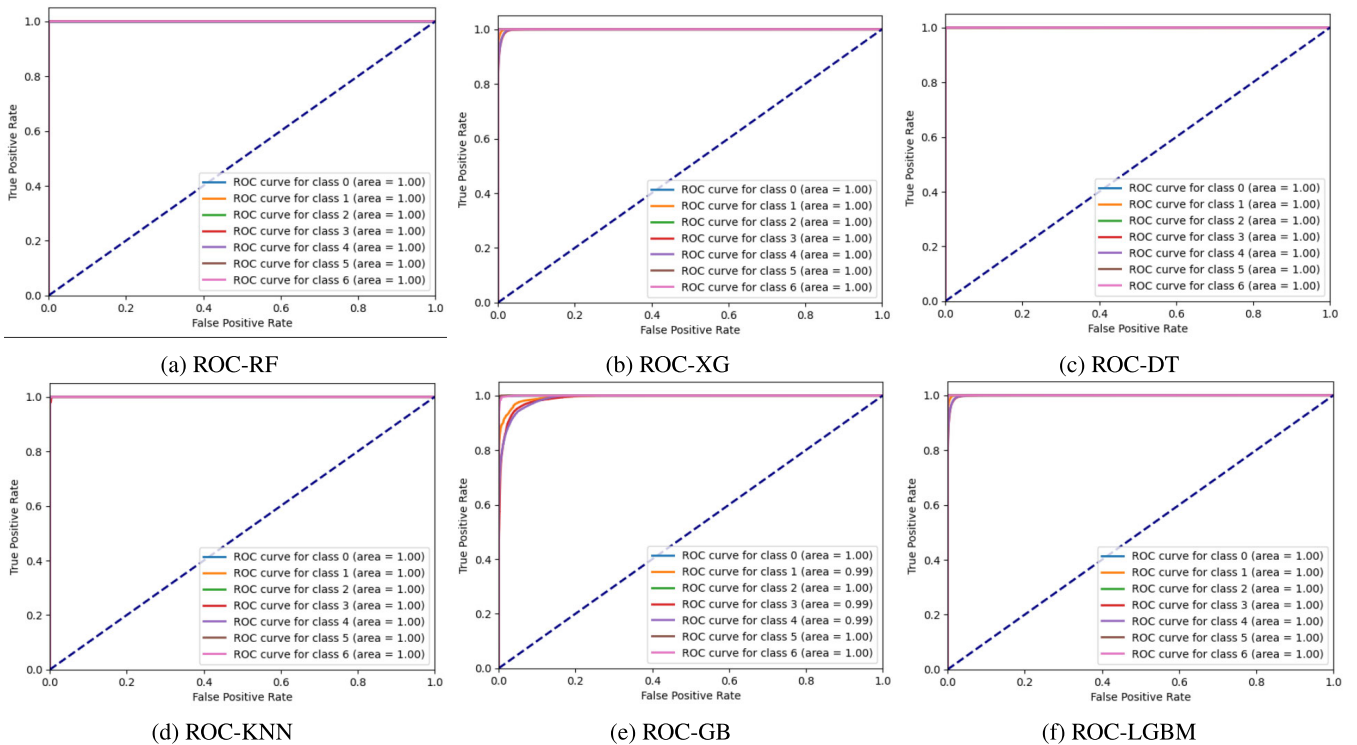 1.0
0.8
0.6
0.4
0.2
0.0
True Positive Rate
ROC curve for class 0 (area = 1.00)
ROC curve for class 1 (area = 1.00)
ROC curve for class 2 (area = 1.00)
ROC curve for class 3 (area = 1.00)
ROC curve for class 4 (area = 1.00)
ROC curve for class 5 (area = 1.00)
ROC curve for class 6 (area = 1.00)
0.0 0.2 0.4 0.6 0.8 1.0
False Positive Rate
(a) ROC-RF
1.0
0.8
0.6
0.4
0.2
0.0
True Positive Rate
ROC curve for class 0 (area = 1.00)
ROC curve for class 1 (area = 1.00)
ROC curve for class 2 (area = 1.00)
ROC curve for class 3 (area = 1.00)
ROC curve for class 4 (area = 1.00)
ROC curve for class 5 (area = 1.00)
ROC curve for class 6 (area = 1.00)
0.0 0.2 0.4 0.6 0.8 1.0
False Positive Rate
(b) ROC-XG
1.0
0.8
0.6
0.4
0.2
0.0
True Positive Rate
ROC curve for class 0 (area = 1.00)
ROC curve for class 1 (area = 1.00)
ROC curve for class 2 (area = 1.00)
ROC curve for class 3 (area = 1.00)
ROC curve for class 4 (area = 1.00)
ROC curve for class 5 (area = 1.00)
ROC curve for class 6 (area = 1.00)
0.0 0.2 0.4 0.6 0.8 1.0
False Positive Rate
(c) ROC-DT
1.0
0.8
0.6
0.4
0.2
0.0
True Positive Rate
ROC curve for class 0 (area = 1.00)
ROC curve for class 1 (area = 1.00)
ROC curve for class 2 (area = 1.00)
ROC curve for class 3 (area = 1.00)
ROC curve for class 4 (area = 1.00)
ROC curve for class 5 (area = 1.00)
ROC curve for class 6 (area = 1.00)
0.0 0.2 0.4 0.6 0.8 1.0
False Positive Rate
(d) ROC-KNN
1.0
0.8
0.6
0.4
0.2
0.0
True Positive Rate
ROC curve for class 0 (area = 1.00)
ROC curve for class 1 (area = 0.99)
ROC curve for class 2 (area = 1.00)
ROC curve for class 3 (area = 0.99)
ROC curve for class 4 (area = 0.99)
ROC curve for class 5 (area = 1.00)
ROC curve for class 6 (area = 1.00)
0.0 0.2 0.4 0.6 0.8 1.0
False Positive Rate
(e) ROC-GB
1.0
0.8
0.6
0.4
0.2
0.0
True Positive Rate
ROC curve for class 0 (area = 1.00)
ROC curve for class 1 (area = 1.00)
ROC curve for class 2 (area = 1.00)
ROC curve for class 3 (area = 1.00)
ROC curve for class 4 (area = 1.00)
ROC curve for class 5 (area = 1.00)
ROC curve for class 6 (area = 1.00)
0.0 0.2 0.4 0.6 0.8 1.0
False Positive Rate
(f) ROC-LGBM